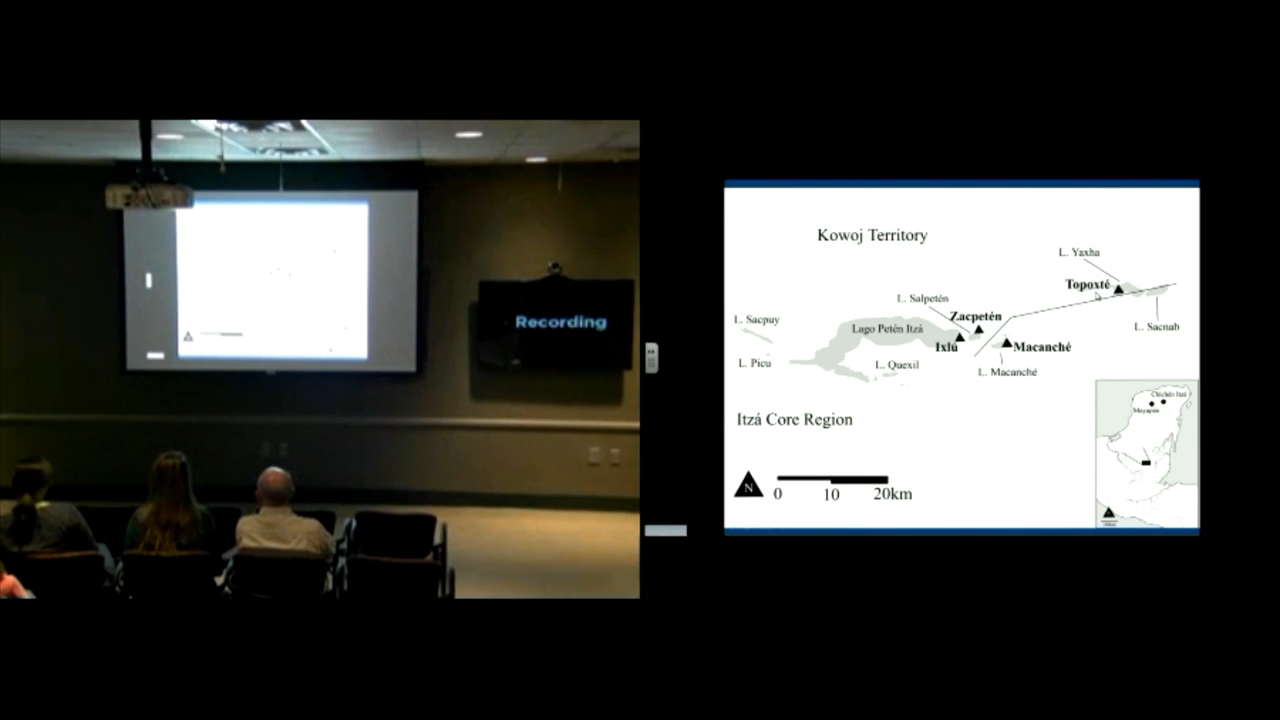 Recording
Kowoj Territory
L. Yaxha
Topoxté
L. Salpetén
L. Sacpuy
Zacpetén
Lago Petén Itzá
L. Sacnab
Ixlú
Macanché
L. Picu
L. Quexil
L. Macanché
Chichén Itzá
Mayapán
Itzá Core Region
N
0 10 20km